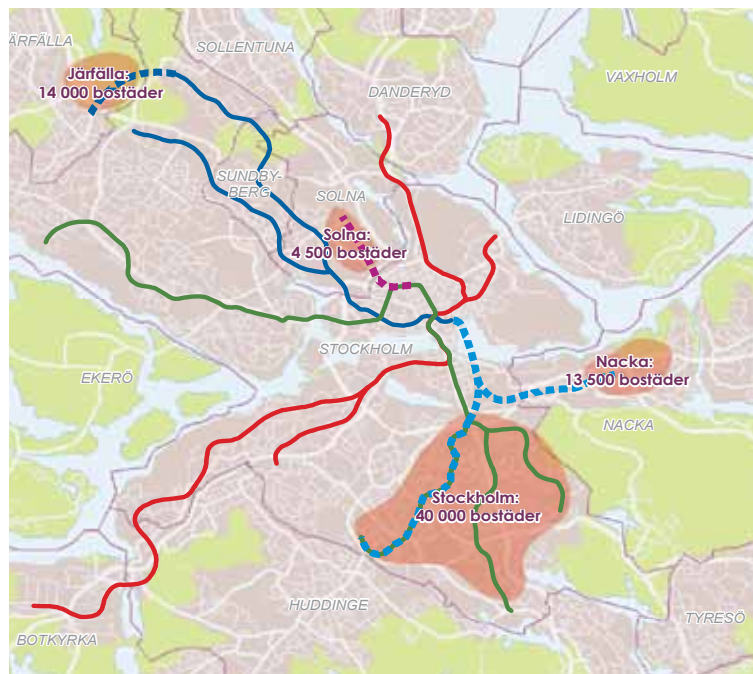 ÄRFÄLLA
SOLLENTUNA
Järfälla:
14 000 bostäder
VAXHOLM
DANDERYD
SUNDBY-
BERG
SOLNA
LIDINGÖ
Solna:
4 500 bostäder
STOCKHOLM
Nacka:
13 500 bostäder
EKERÖ
NACKA
Stockholm:
40 000 bostäder
HUDDINGE
TYRESÖ
BOTKYRKA